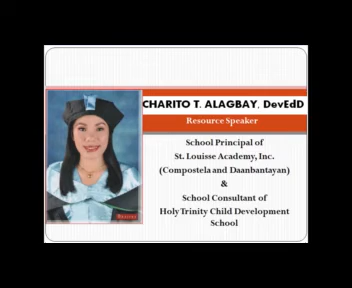 CHARITO T. ALAGBAY, DevEdD
Resource Speaker
School Principal of
St. Louisse Academy, Inc.
(Compostela and Daanbantayan)
&
School Consultant of
Holy Trinity Child Development
School